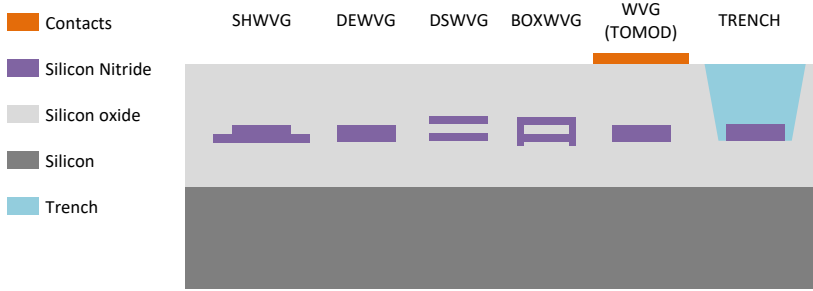 Contacts
Silicon Nitride
Silicon oxide
Silicon
Trench
SHWVG
DEWVG
DSWVG
BOXWVG
WVG
(TOMOD)
TRENCH